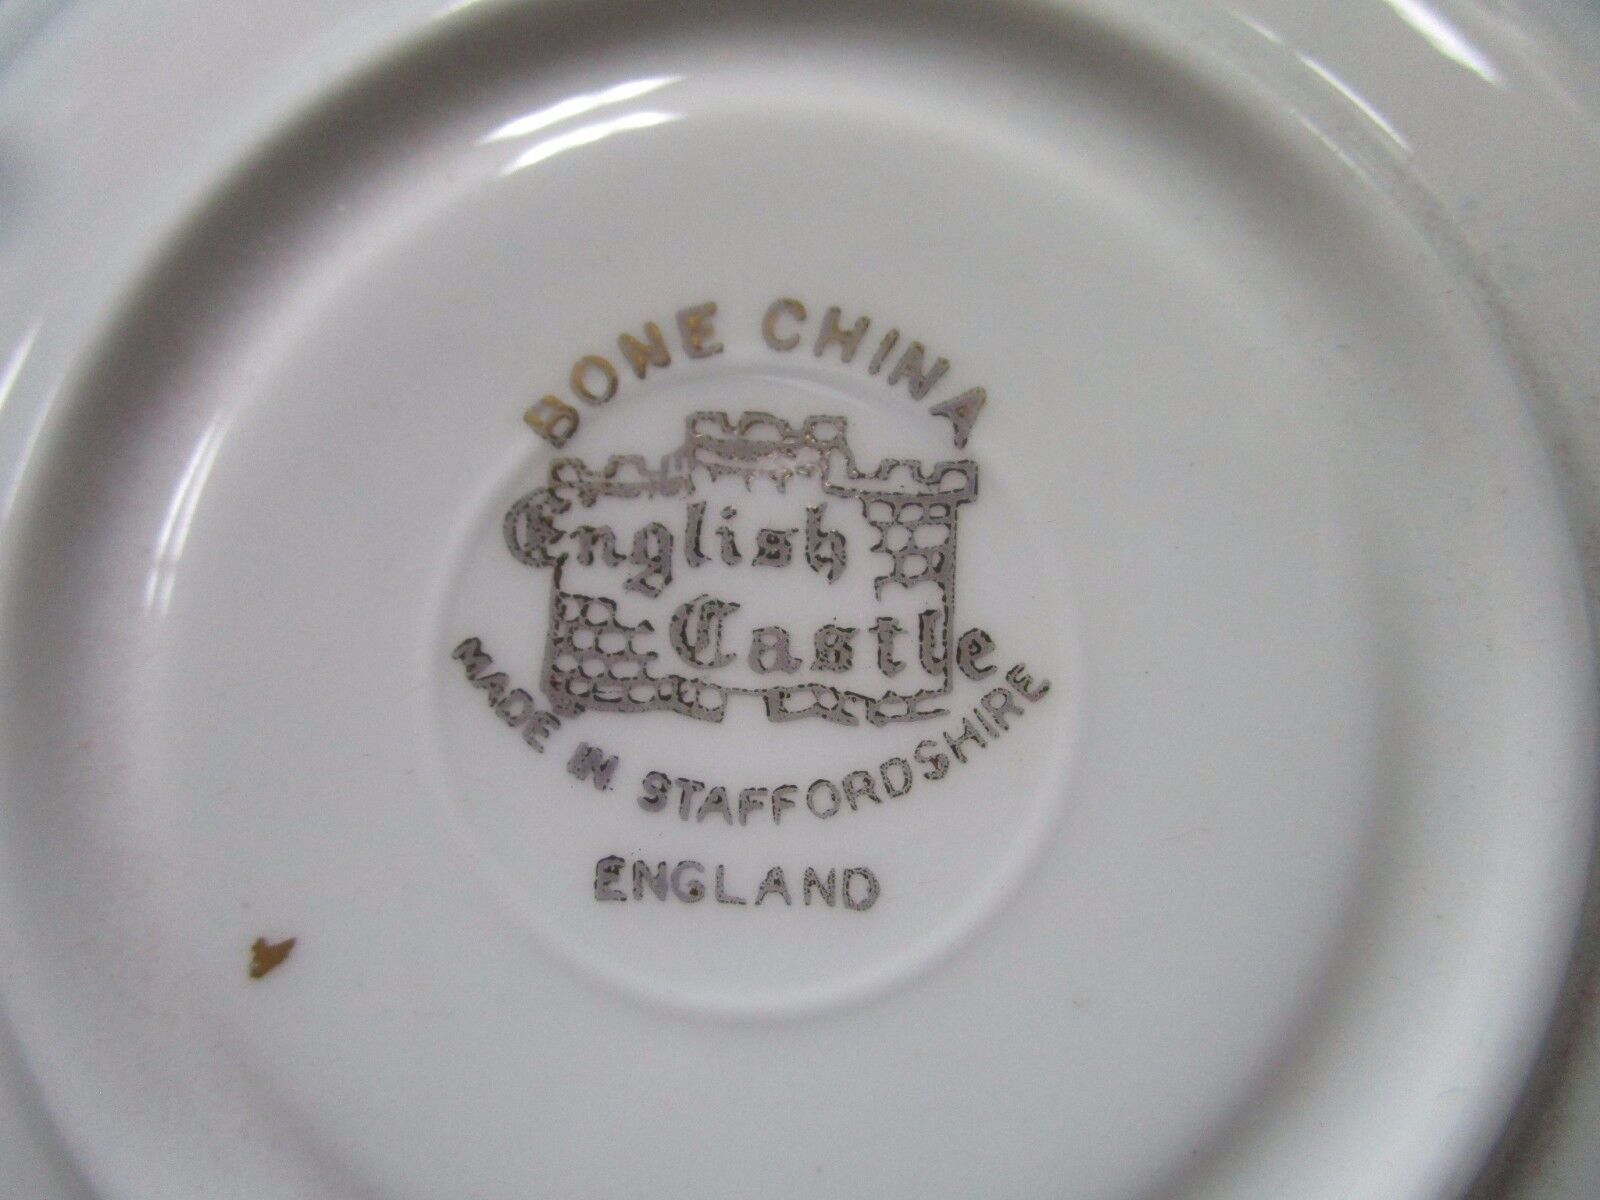 BONE CHINA
English
Castle
MADE IN STAFFORDSHIRE
ENGLAND